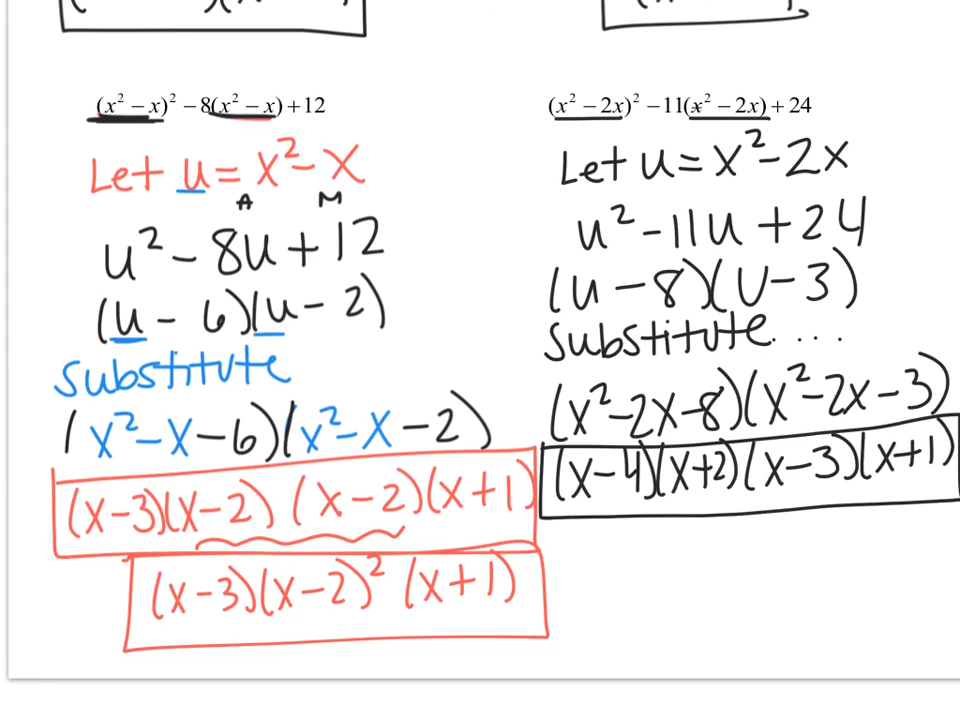 (x² – x)² – 8(x² – x) + 12
Let u = x² - x
A M
u² - 8u + 12
(u - 6)(u - 2)
Substitute
(x² - x - 6)(x² - x - 2)
(x - 3)(x - 2) (x - 2)(x + 1)
(x - 3)(x - 2)² (x + 1)
(x² – 2x)² – 11(x² – 2x) + 24
Let u = x² - 2x
u² - 11u + 24
(u - 8)(u - 3)
Substitute....
(x² - 2x - 8)(x² - 2x - 3)
(x - 4)(x + 2)(x - 3)(x + 1)